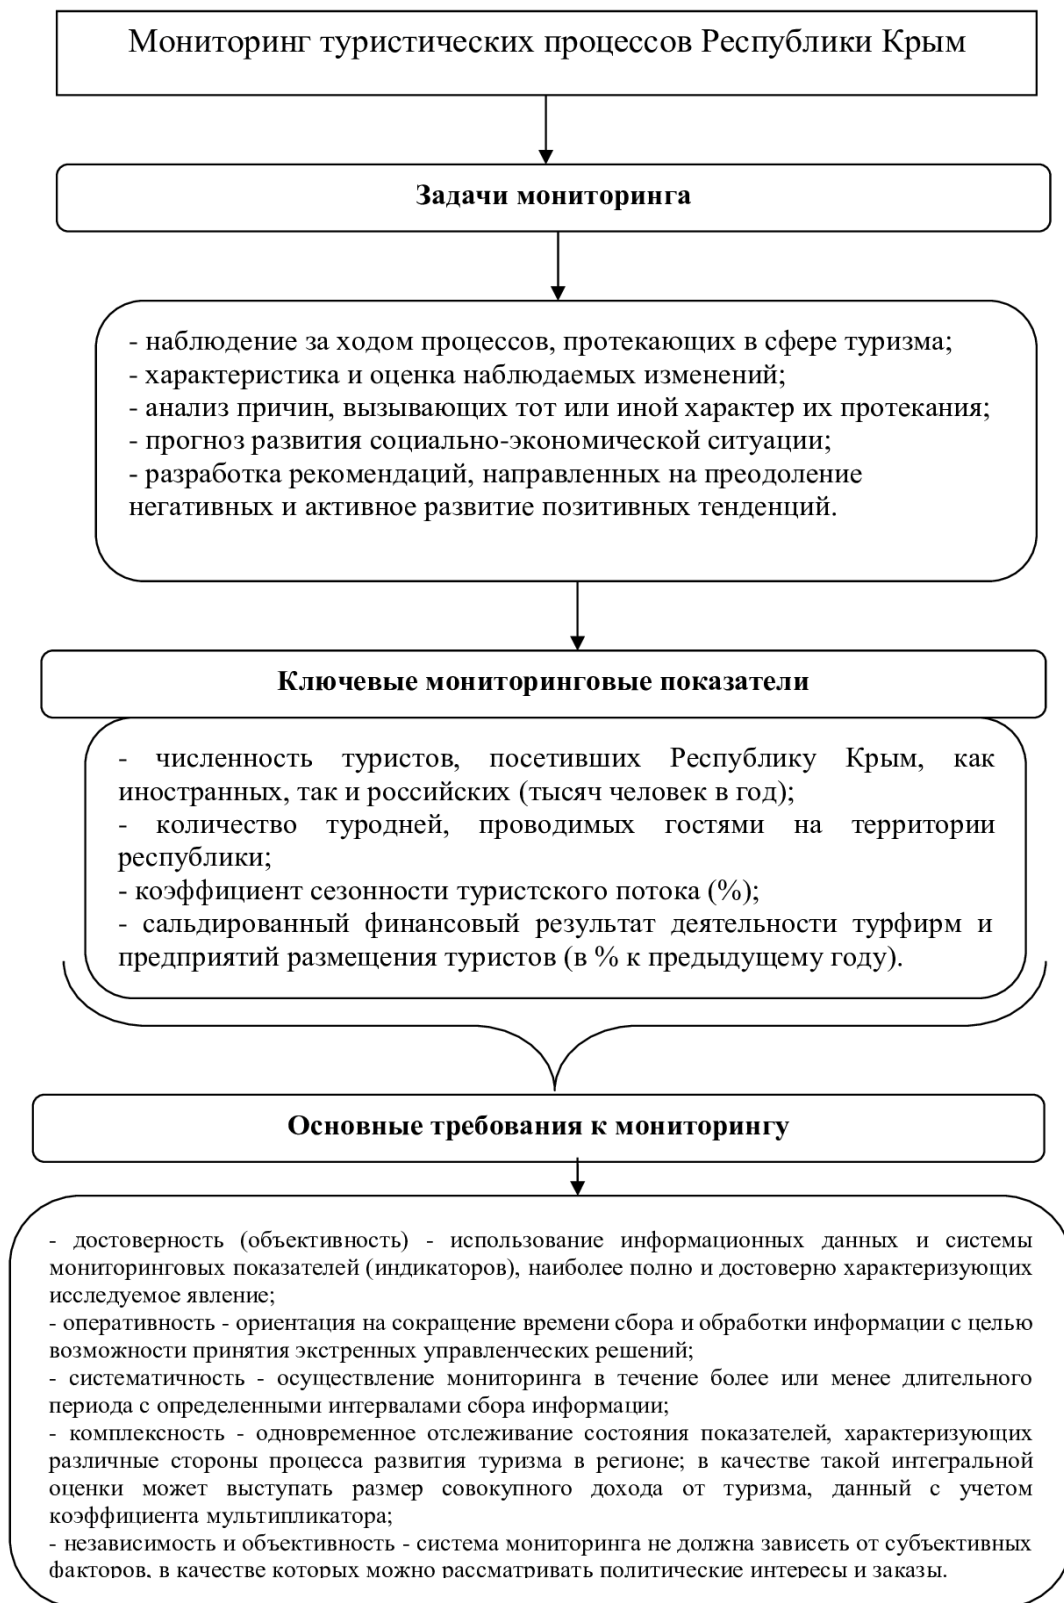 Мониторинг туристических процессов Республики Крым
Задачи мониторинга
- наблюдение за ходом процессов, протекающих в сфере туризма;
- характеристика и оценка наблюдаемых изменений;
- анализ причин, вызывающих тот или иной характер их протекания;
- прогноз развития социально-экономической ситуации;
- разработка рекомендаций, направленных на преодоление
негативных и активное развитие позитивных тенденций.
Ключевые мониторинговые показатели
- численность туристов, посетивших Республику Крым, как
иностранных, так и российских (тысяч человек в год);
- количество туродней, проводимых гостями на территории
республики;
- коэффициент сезонности туристского потока (%);
- сальдированный финансовый результат деятельности турфирм и
предприятий размещения туристов (в % к предыдущему году).
Основные требования к мониторингу
- достоверность (объективность) - использование информационных данных и системы
мониторинговых показателей (индикаторов), наиболее полно и достоверно характеризующих
исследуемое явление;
- оперативность - ориентация на сокращение времени сбора и обработки информации с целью
возможности принятия экстренных управленческих решений;
- систематичность - осуществление мониторинга в течение более или менее длительного
периода с определенными интервалами сбора информации;
- комплексность - одновременное отслеживание состояния показателей, характеризующих
различные стороны процесса развития туризма в регионе; в качестве такой интегральной
оценки может выступать размер совокупного дохода от туризма, данный с учетом
коэффициента мультипликатора;
- независимость и объективность - система мониторинга не должна зависеть от субъективных
факторов, в качестве которых можно рассматривать политические интересы и заказы.